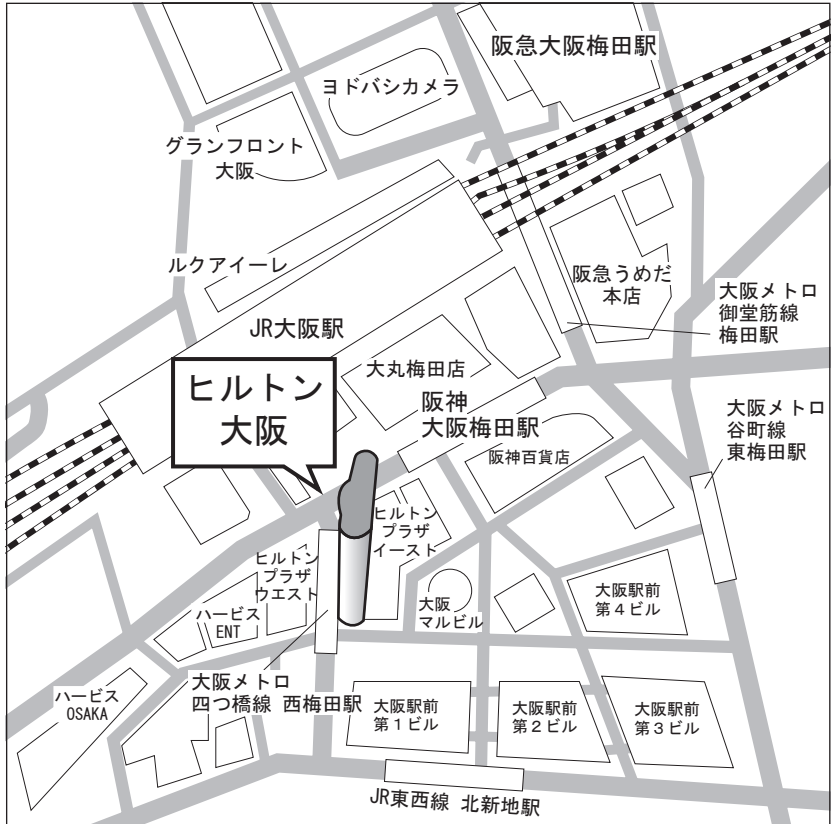 阪急大阪梅田駅
ヨドバシカメラ
グランフロント
大阪
ルクアイーレ
阪急うめだ
本店
大阪メトロ
御堂筋線
梅田駅
JR大阪駅
大丸梅田店
ヒルトン
大阪
阪神
大阪梅田駅
大阪メトロ
谷町線
東梅田駅
阪神百貨店
ヒルトン
プラザ
イースト
ヒルトン
プラザ
ウエスト
大阪
マルビル
大阪駅前
第4ビル
ハービス
ENT
ハービス
OSAKA
大阪メトロ
四つ橋線 西梅田駅
大阪駅前
第1ビル
大阪駅前
第2ビル
大阪駅前
第3ビル
JR東西線 北新地駅